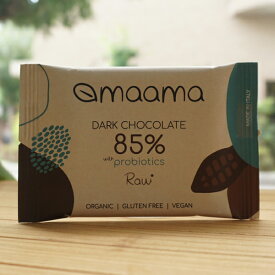 maama
DARK CHOCOLATE
85%
with probiotics
Raw
ORGANIC | GLUTEN FREE | VEGAN
MADE IN ITALY